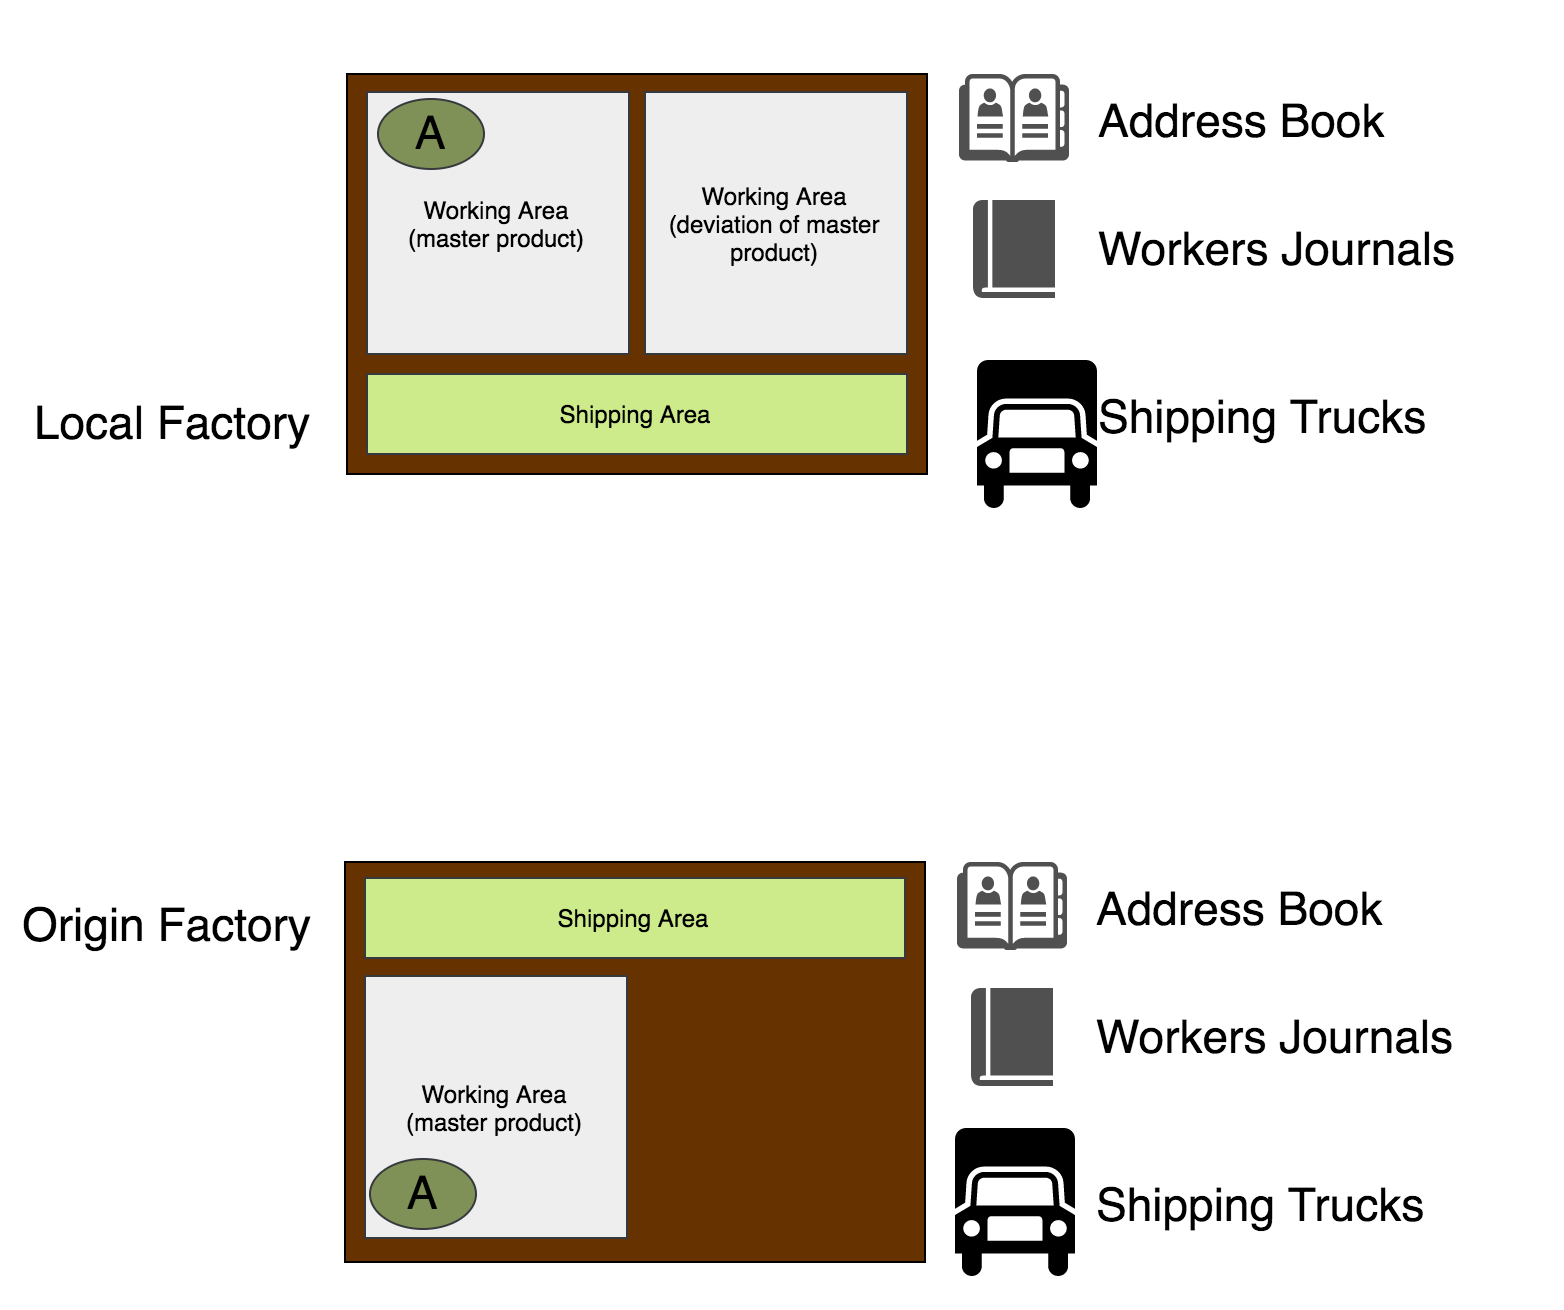 A
Working Area
(master product)
Working Area
(deviation of master
product)
Shipping Area
Local Factory
Address Book
Workers Journals
Shipping Trucks
Origin Factory
Shipping Area
Working Area
(master product)
A
Address Book
Workers Journals
Shipping Trucks